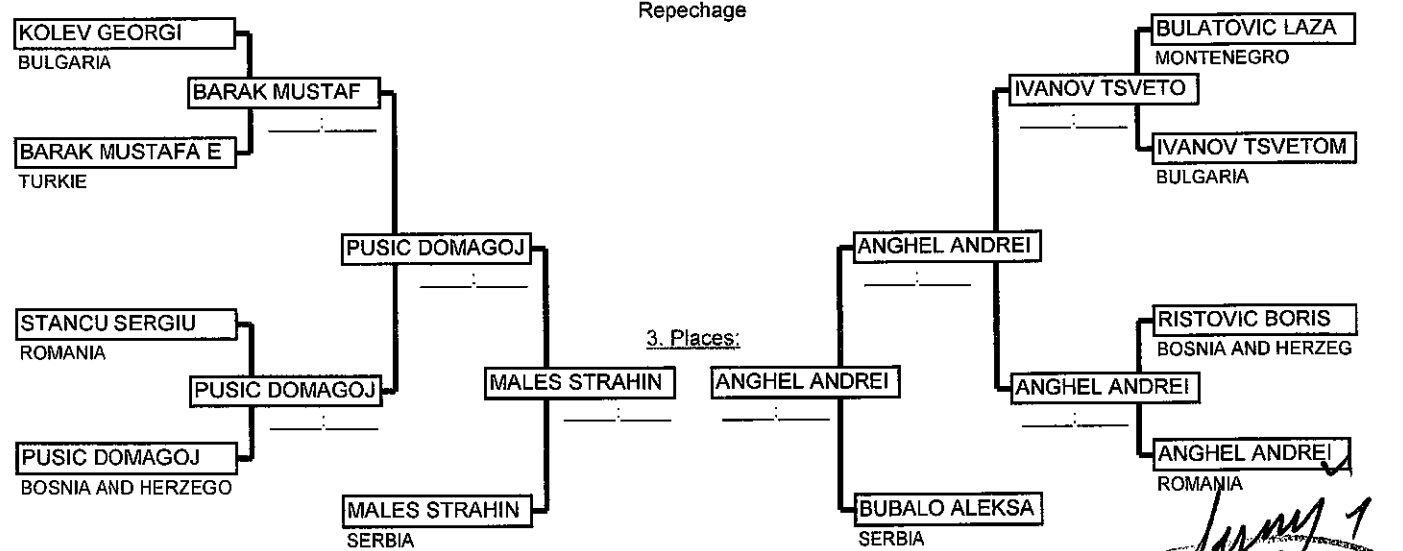 Repechage
KOLEV GEORGI
BULGARIA
BARAK MUSTAF
:
BARAK MUSTAFA E
TURKIE
PUSIC DOMAGOJ
:
STANCU SERGIU
ROMANIA
PUSIC DOMAGOJ
:
PUSIC DOMAGOJ
BOSNIA AND HERZEGO
MALES STRAHIN
:
MALES STRAHIN
SERBIA
3. Places:
BULATOVIC LAZA
MONTENEGRO
IVANOV TSVETO
:
IVANOV TSVETOM
BULGARIA
ANGHEL ANDREI
:
RISTOVIC BORIS
BOSNIA AND HERZEG
ANGHEL ANDREI
:
ANGHEL ANDREI
ROMANIA
ANGHEL ANDREI
:
BUBALO ALEKSA
SERBIA